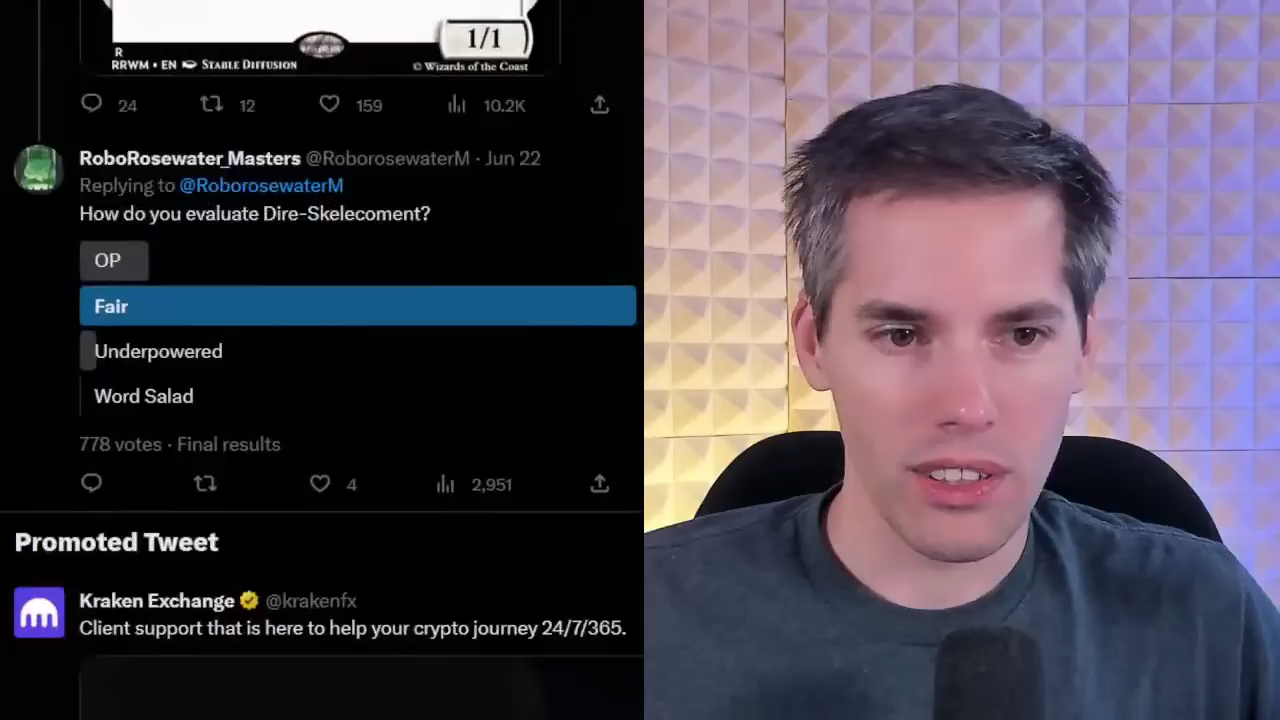 1/1
R
RRWM • EN STABLE DIFFUSION
© Wizards of the Coast
24 12 159 10.2K
RoboRosewater_Masters @RoborosewaterM · Jun 22
Replying to @RoborosewaterM
How do you evaluate Dire-Skelecoment?
OP
Fair
Underpowered
Word Salad
778 votes · Final results
4 2,951
Promoted Tweet
Kraken Exchange @krakenfx
Client support that is here to help your crypto journey 24/7/365.